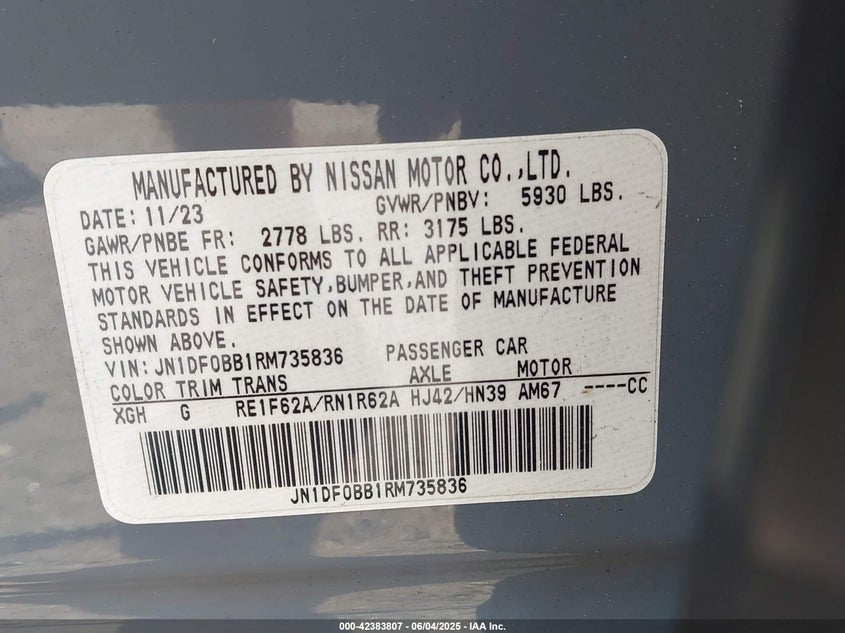 MANUFACTURED BY NISSAN MOTOR CO.,LTD.
DATE: 11/23 GVWR/PNBV: 5930 LBS.
GAWR/PNBE FR: 2778 LBS. RR: 3175 LBS.
THIS VEHICLE CONFORMS TO ALL APPLICABLE FEDERAL
MOTOR VEHICLE SAFETY,BUMPER,AND THEFT PREVENTION
STANDARDS IN EFFECT ON THE DATE OF MANUFACTURE
SHOWN ABOVE.
VIN: JN1DF0BB1RM735836 PASSENGER CAR
COLOR TRIM TRANS AXLE MOTOR
XGH G RE1F62A/RN1R62A HJ42/HN39 AM67 ----CC
JN1DF0BB1RM735836
000-42383807 - 06/04/2025 - IAA Inc.